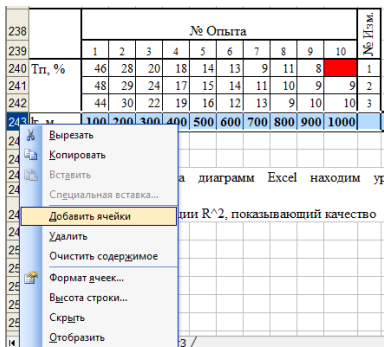 238 № Опыта № Изм.
239 1 2 3 4 5 6 7 8 9 10
240 Тп, % 46 28 20 18 14 13 9 11 8 1
241 48 29 24 17 15 14 11 10 9 9 2
242 44 30 22 19 16 12 13 9 10 10 3
243 lг, м 100 200 300 400 500 600 700 800 900 1000
Вырезать
Копировать
Вставить
а диаграмм Excel находим ур
Специальная вставка...
Добавить ячейки
ции R^2, показывающий качество
Удалить
Очистить содержимое
Формат ячеек...
Высота строки...
Скрыть
Отобразить